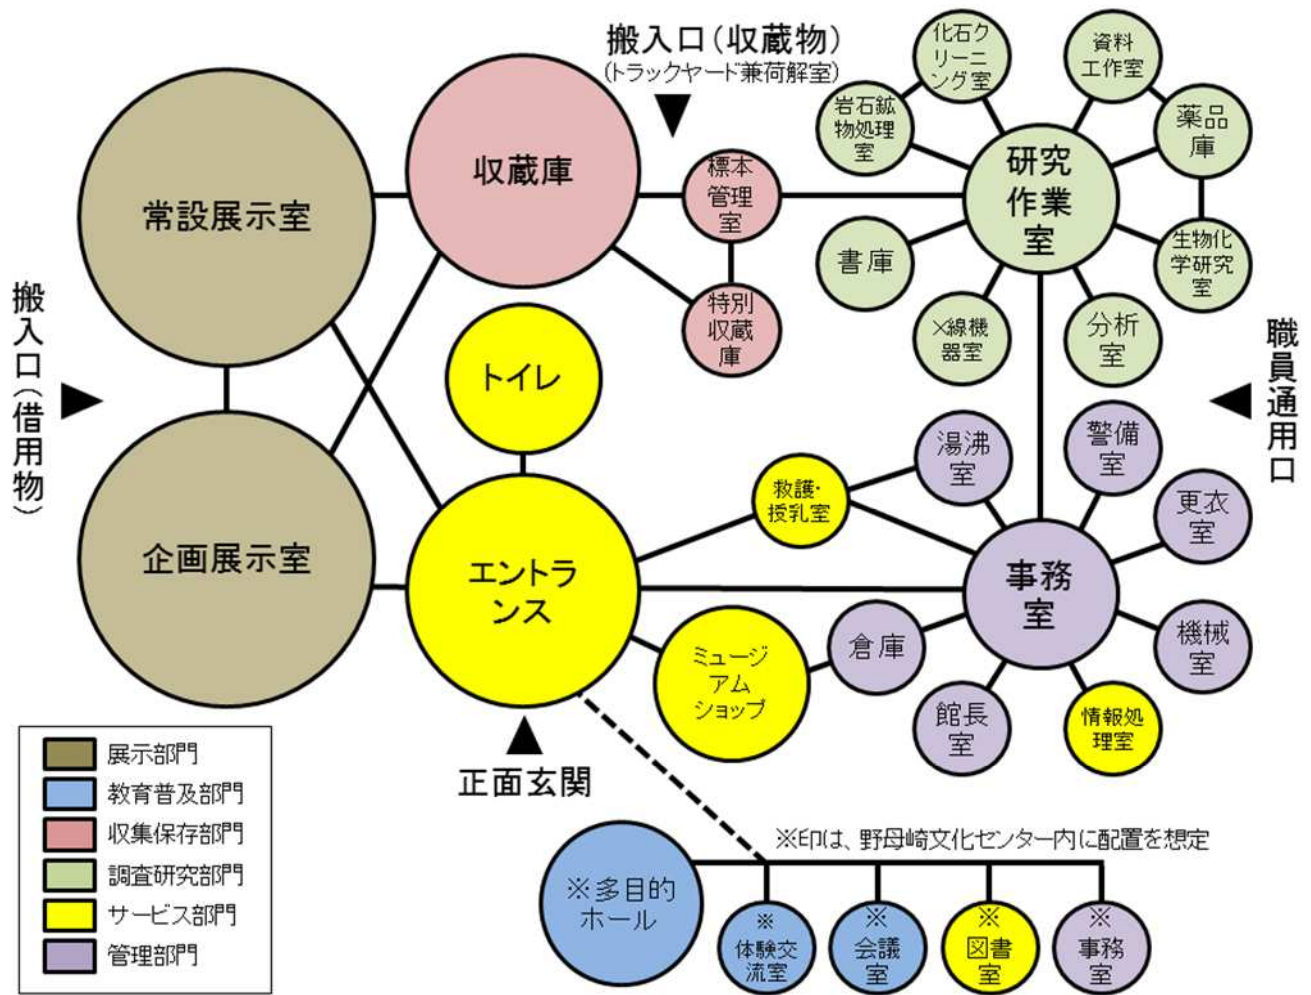 搬入口(収蔵物)
(トラックヤード兼荷解室)
常設展示室
収蔵庫
標本
管理
室
特別
収蔵
庫
化石ク
リーニ
ング室
資料
工作室
岩石鉱
物処理
室
薬品
庫
研究
作業
室
書庫
生物化
学研究
室
X線機
器室
分析
室
搬入口(借用物)
職員通用口
トイレ
企画展示室
エントラ
ンス
救護・
授乳室
湯沸
室
警備
室
更衣
室
事務
室
機械
室
倉庫
ミュージ
アム
ショップ
館長
室
情報処
理室
正面玄関
展示部門
教育普及部門
収集保存部門
調査研究部門
サービス部門
管理部門
※印は、野母崎文化センター内に配置を想定
※多目的
ホール
※
体験交
流室
※
会議
室
※
図書
室
※
事務
室